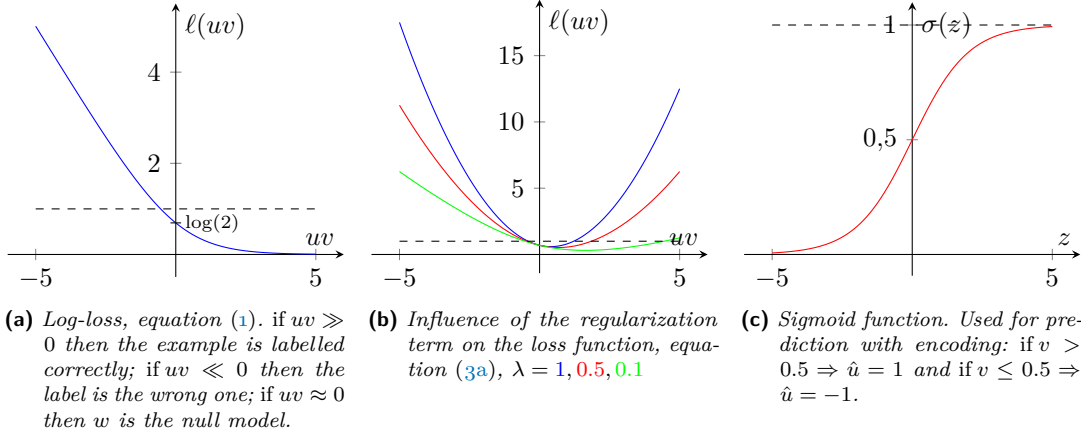 ℓ(uv)
4
2
log(2)
uv
−5
5
ℓ(uv)
15
10
5
uv
−5
5
1
σ(z)
0,5
z
−5
5
(a) Log-loss, equation (1). if uv ≫
0 then the example is labelled
correctly; if uv ≪ 0 then the
label is the wrong one; if uv ≈ 0
then w is the null model.
(b) Influence of the regularization
term on the loss function, equa-
tion (3a), λ = 1, 0.5, 0.1
(c) Sigmoid function. Used for pre-
diction with encoding: if v >
0.5 ⇒ û = 1 and if v ≤ 0.5 ⇒
û = −1.